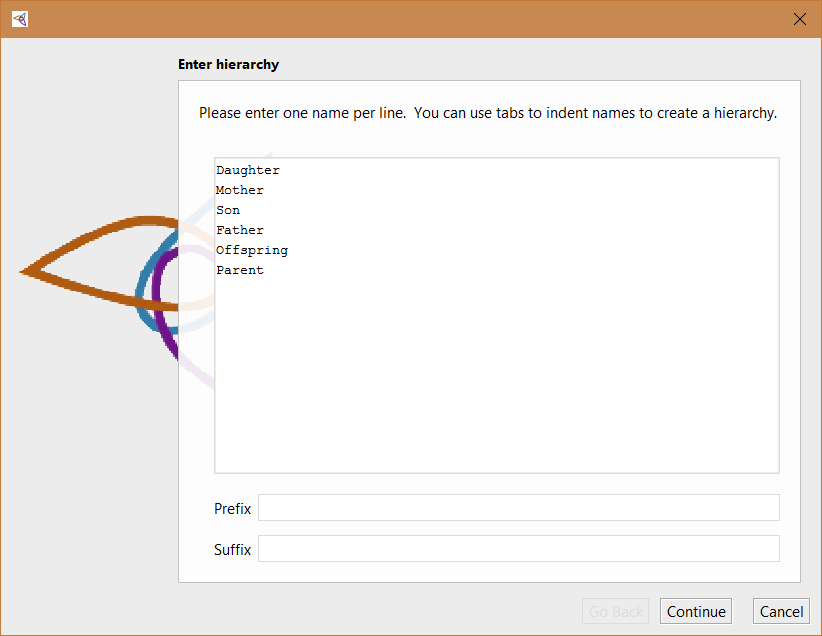 Enter hierarchy
Please enter one name per line.  You can use tabs to indent names to create a hierarchy.
Daughter
Mother
Son
Father
Offspring
Parent
Prefix
Suffix
Go Back Continue Cancel